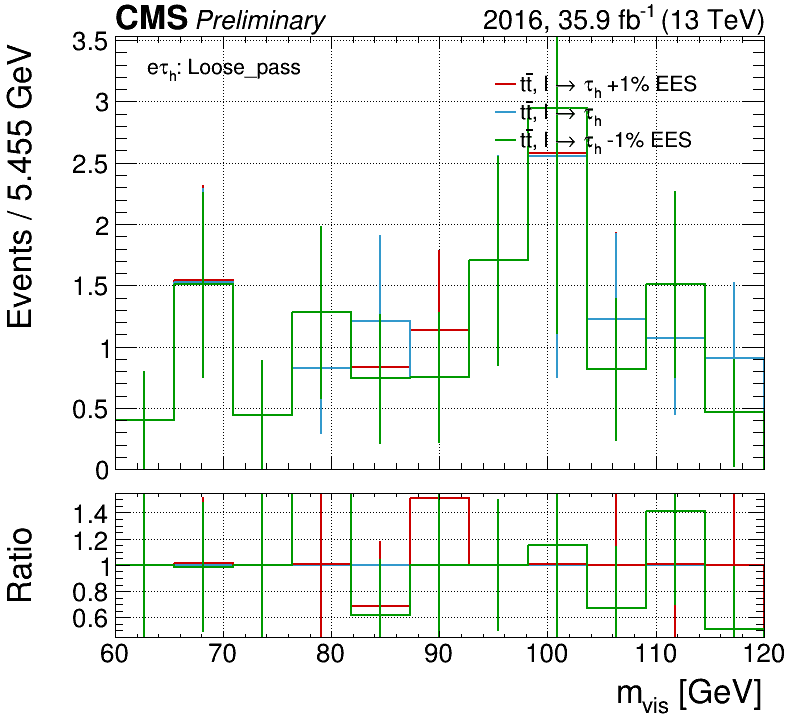 CMS Preliminary 2016, 35.9 fb⁻¹ (13 TeV)
eτₕ: Loose_pass
tt̄, l → τₕ +1% EES
tt̄, l → τₕ
tt̄, l → τₕ -1% EES
Events / 5.455 GeV
3.5
3
2.5
2
1.5
1
0.5
0
Ratio
1.4
1.2
1
0.8
0.6
60 70 80 90 100 110 120
m_vis [GeV]